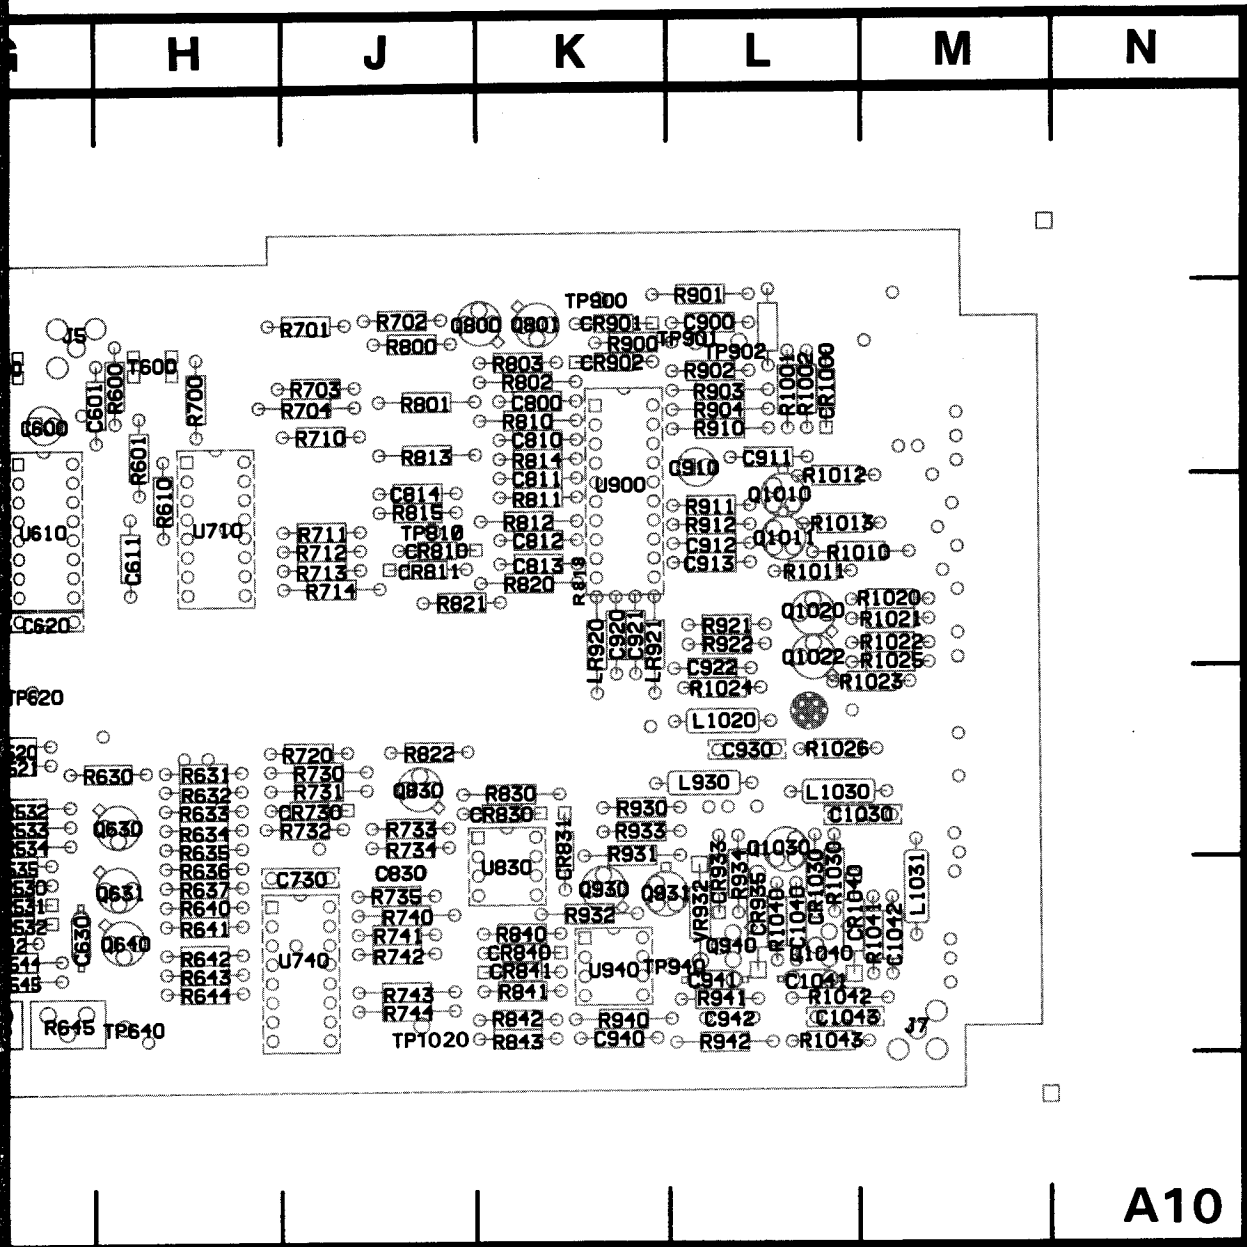 H J K L M N
TP900 R901
J5 R701 R702 Q800 Q801 CR901 C900
R800 R900 TP901
R803 CR902 TP902
T600 R802 R902
C601 R600 R700 R703 R801 C800 R903 R1001 R1002 CR1000
R704 R810 R904
C600 R710 C810 R910
R601 R813 R814 C910 C911
R610 C811 U900 R1012
C814 R811 R911 Q1010
R815 R812 R912 R1013
U610 U710 R711 TP810 C812 C912 Q1011
C611 R712 CR810 C813 C913 R1010
R713 CR811 R820 R1011
R714 R821 R1020
C620 LR920 C920 C921 LR921 R921 Q1020 R1021
R922 R1022
C922 Q1022 R1025
TP620 R1024 R1023
L1020
R720 R822 C930 R1026
R630 R631 R730 L930
R632 R731 Q830 R830 L1030
R633 CR730 CR830 R930 C1030
Q630 R634 R732 R733 CR831 R933
R635 R734 R931 Q1030
R636 C730 C830 U830 CR933 R934 CR1030 R1030 L1031
Q631 R637 R735 Q930 Q931 VR932 CR935 R1040 C1040 CR1040
R640 R740 R932 R1041 C1042
C630 Q640 R641 R741 R840
R642 U740 R742 CR840 Q940 Q1040
R643 CR841 U940 TP940 C941 C1041
R644 R743 R841 R941 R1042
R645 TP640 R744 R842 R940 C942 C1043 J7
TP1020 R843 C940 R942 R1043
A10